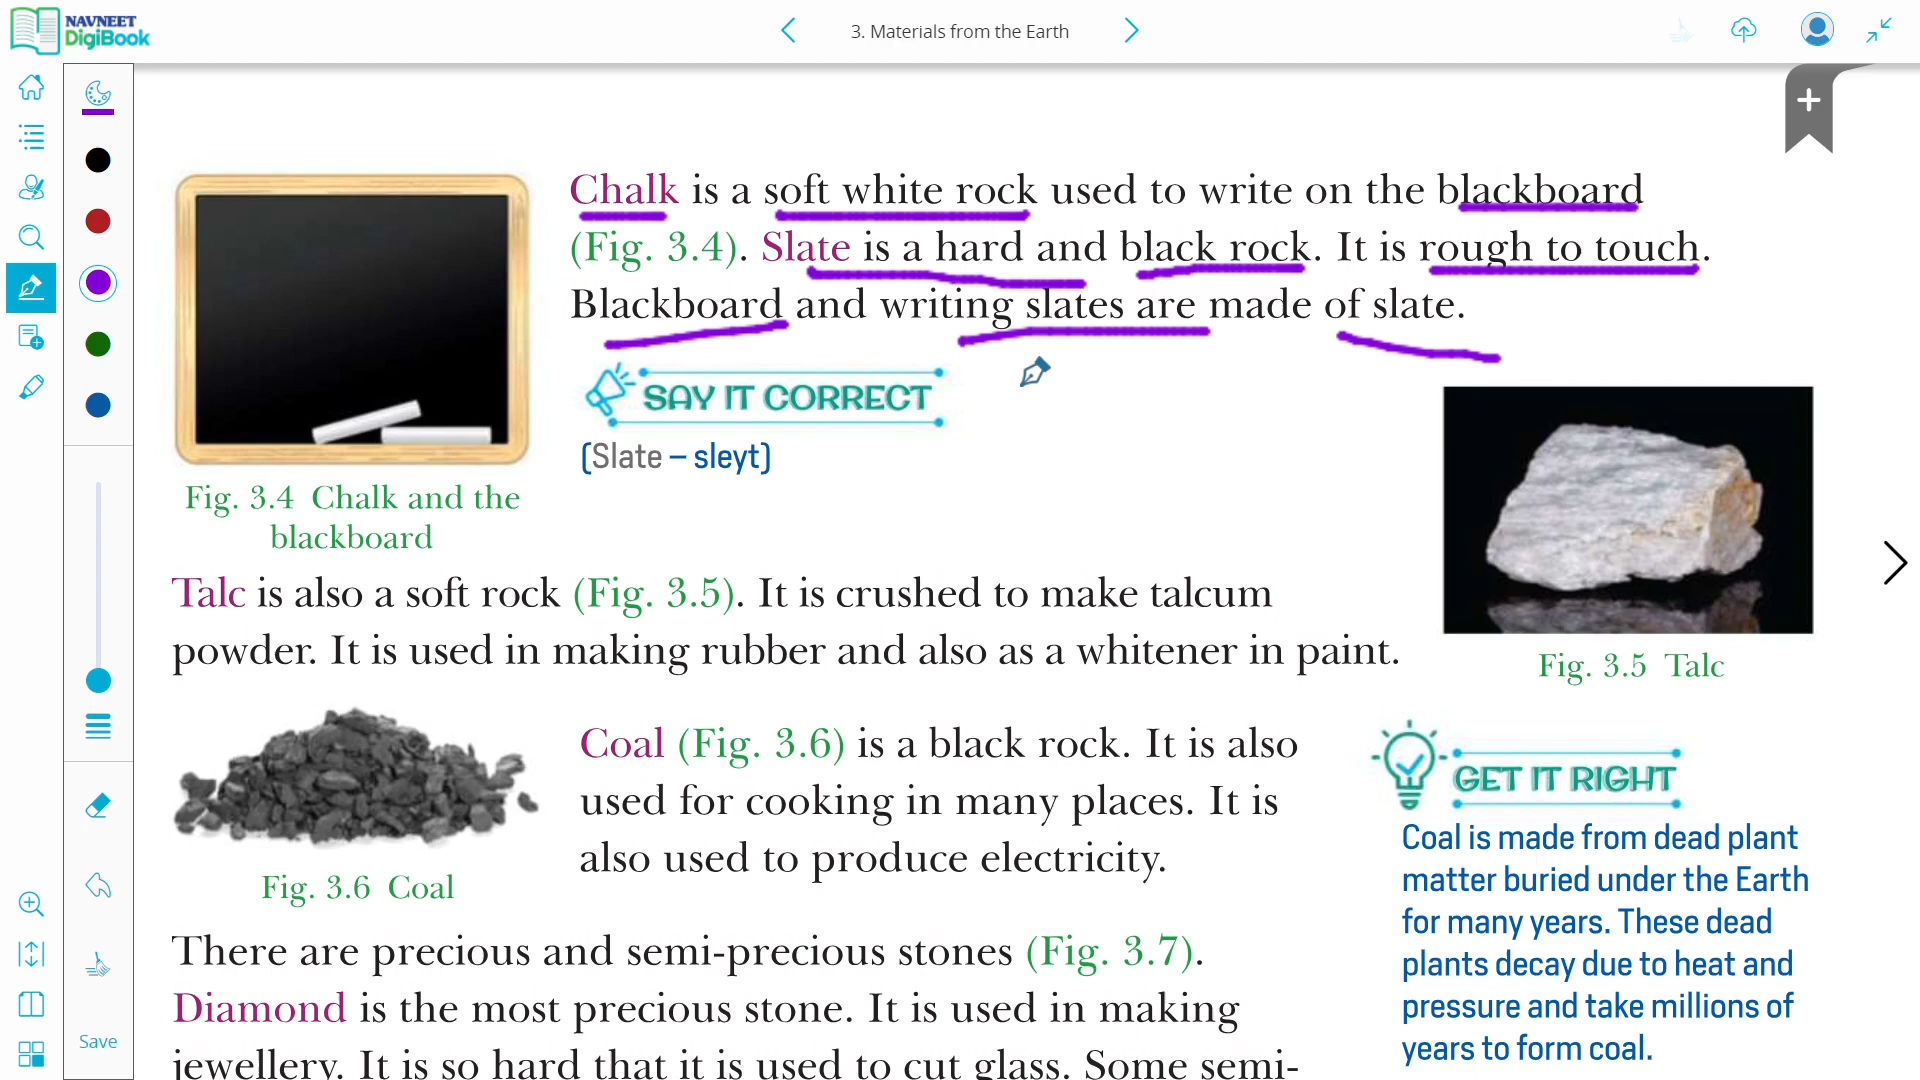 NAVNEET
DigiBook
3. Materials from the Earth
Chalk is a soft white rock used to write on the blackboard
(Fig. 3.4). Slate is a hard and black rock. It is rough to touch.
Blackboard and writing slates are made of slate.
SAY IT CORRECT
(Slate – sleyt)
Fig. 3.4 Chalk and the
blackboard
Talc is also a soft rock (Fig. 3.5). It is crushed to make talcum
powder. It is used in making rubber and also as a whitener in paint.
Fig. 3.5 Talc
Coal (Fig. 3.6) is a black rock. It is also
used for cooking in many places. It is
also used to produce electricity.
Fig. 3.6 Coal
GET IT RIGHT
Coal is made from dead plant
matter buried under the Earth
for many years. These dead
plants decay due to heat and
pressure and take millions of
years to form coal.
There are precious and semi-precious stones (Fig. 3.7).
Diamond is the most precious stone. It is used in making
jewellery. It is so hard that it is used to cut glass. Some semi-
Save